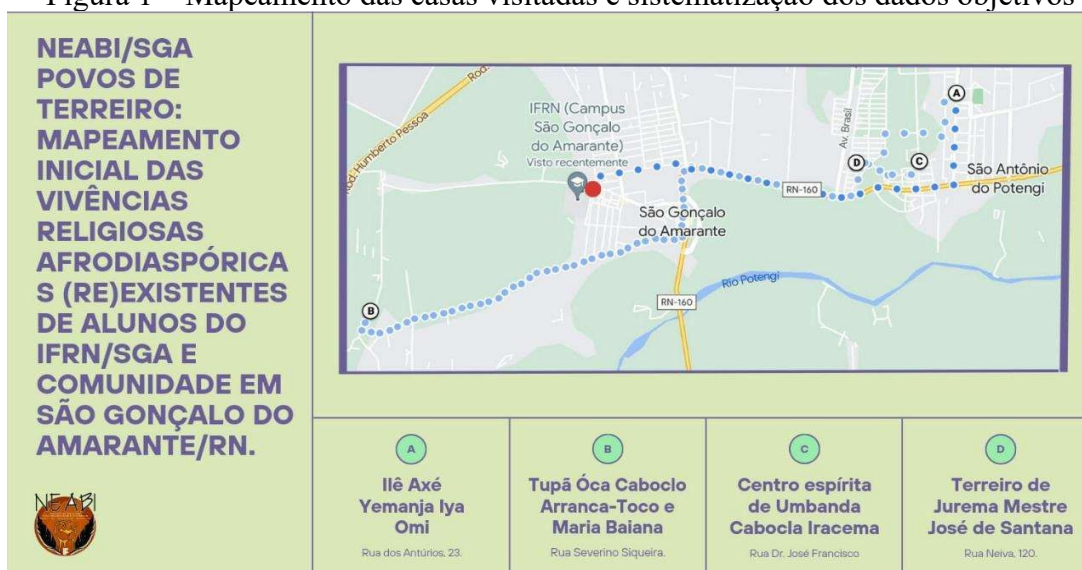 Figura 1 – Mapeamento das casas visitadas e sistematização dos dados objetivos
NEABI/SGA
POVOS DE
TERREIRO:
MAPEAMENTO
INICIAL DAS
VIVÊNCIAS
RELIGIOSAS
AFRODIASPÓRICA
S (RE)EXISTENTES
DE ALUNOS DO
IFRN/SGA E
COMUNIDADE EM
SÃO GONÇALO DO
AMARANTE/RN.
NEABI
Rod.
Rod. Humberto Pessoa
IFRN (Campus
São Gonçalo
do Amarante)
Visto recentemente
Av. Brasil
A
D
C
São Antônio
do Potengi
RN-160
São Gonçalo
do Amarante
Rio Potengi
RN-160
B
A
Ilê Axé
Yemanja Iya
Omi
Rua dos Antúrios, 23.
B
Tupã Óca Caboclo
Arranca-Toco e
Maria Baiana
Rua Severino Siqueira.
C
Centro espírita
de Umbanda
Cabocla Iracema
Rua Dr. José Francisco
D
Terreiro de
Jurema Mestre
José de Santana
Rua Neiva, 120.